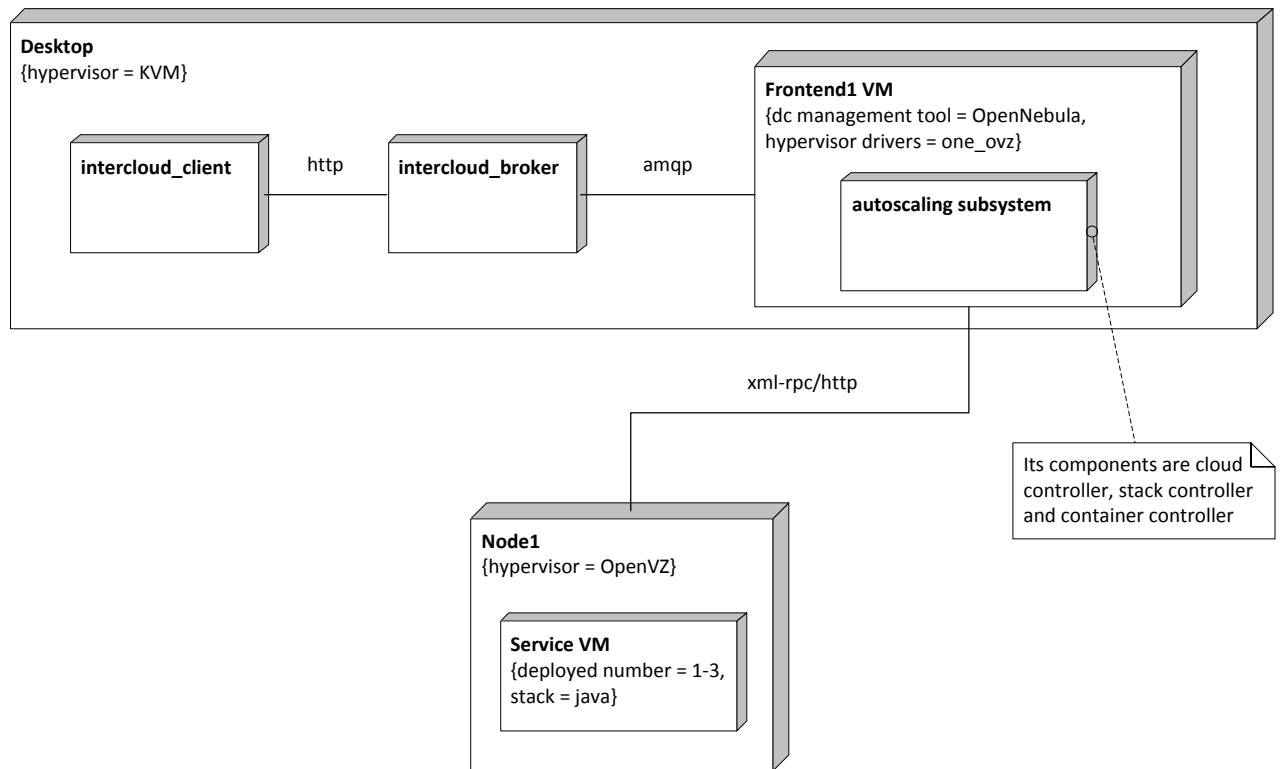 Desktop
{hypervisor = KVM}
Frontend1 VM
{dc management tool = OpenNebula,
hypervisor drivers = one_ovz}
intercloud_client
http
intercloud_broker
amqp
autoscaling subsystem
xml-rpc/http
Its components are cloud
controller, stack controller
and container controller
Node1
{hypervisor = OpenVZ}
Service VM
{deployed number = 1-3,
stack = java}